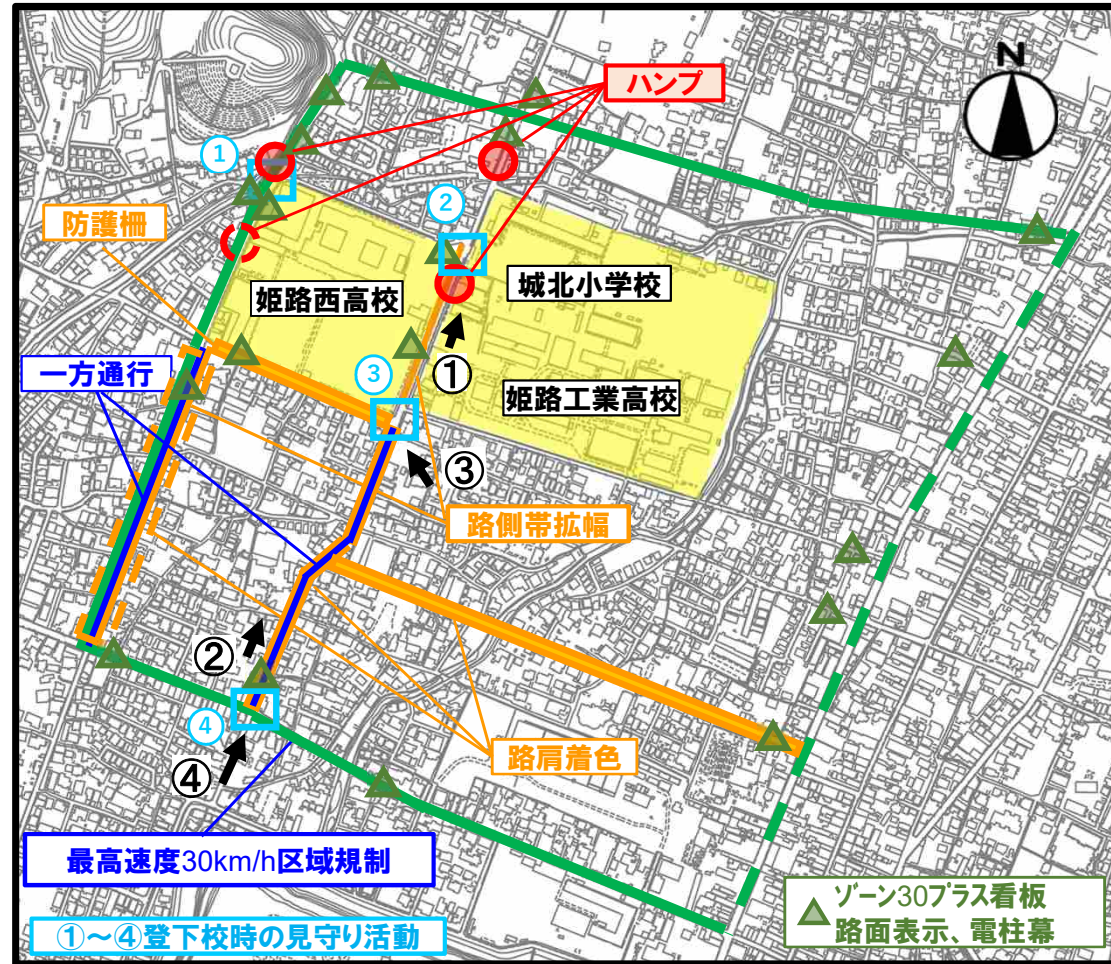 N
ハンプ
①
②
防護柵
城北小学校
姫路西高校
一方通行
③
①
姫路工業高校
③
路側帯拡幅
②
④
路肩着色
④
最高速度30km/h区域規制
①～④登下校時の見守り活動
ゾーン30プラス看板
路面表示、電柱幕